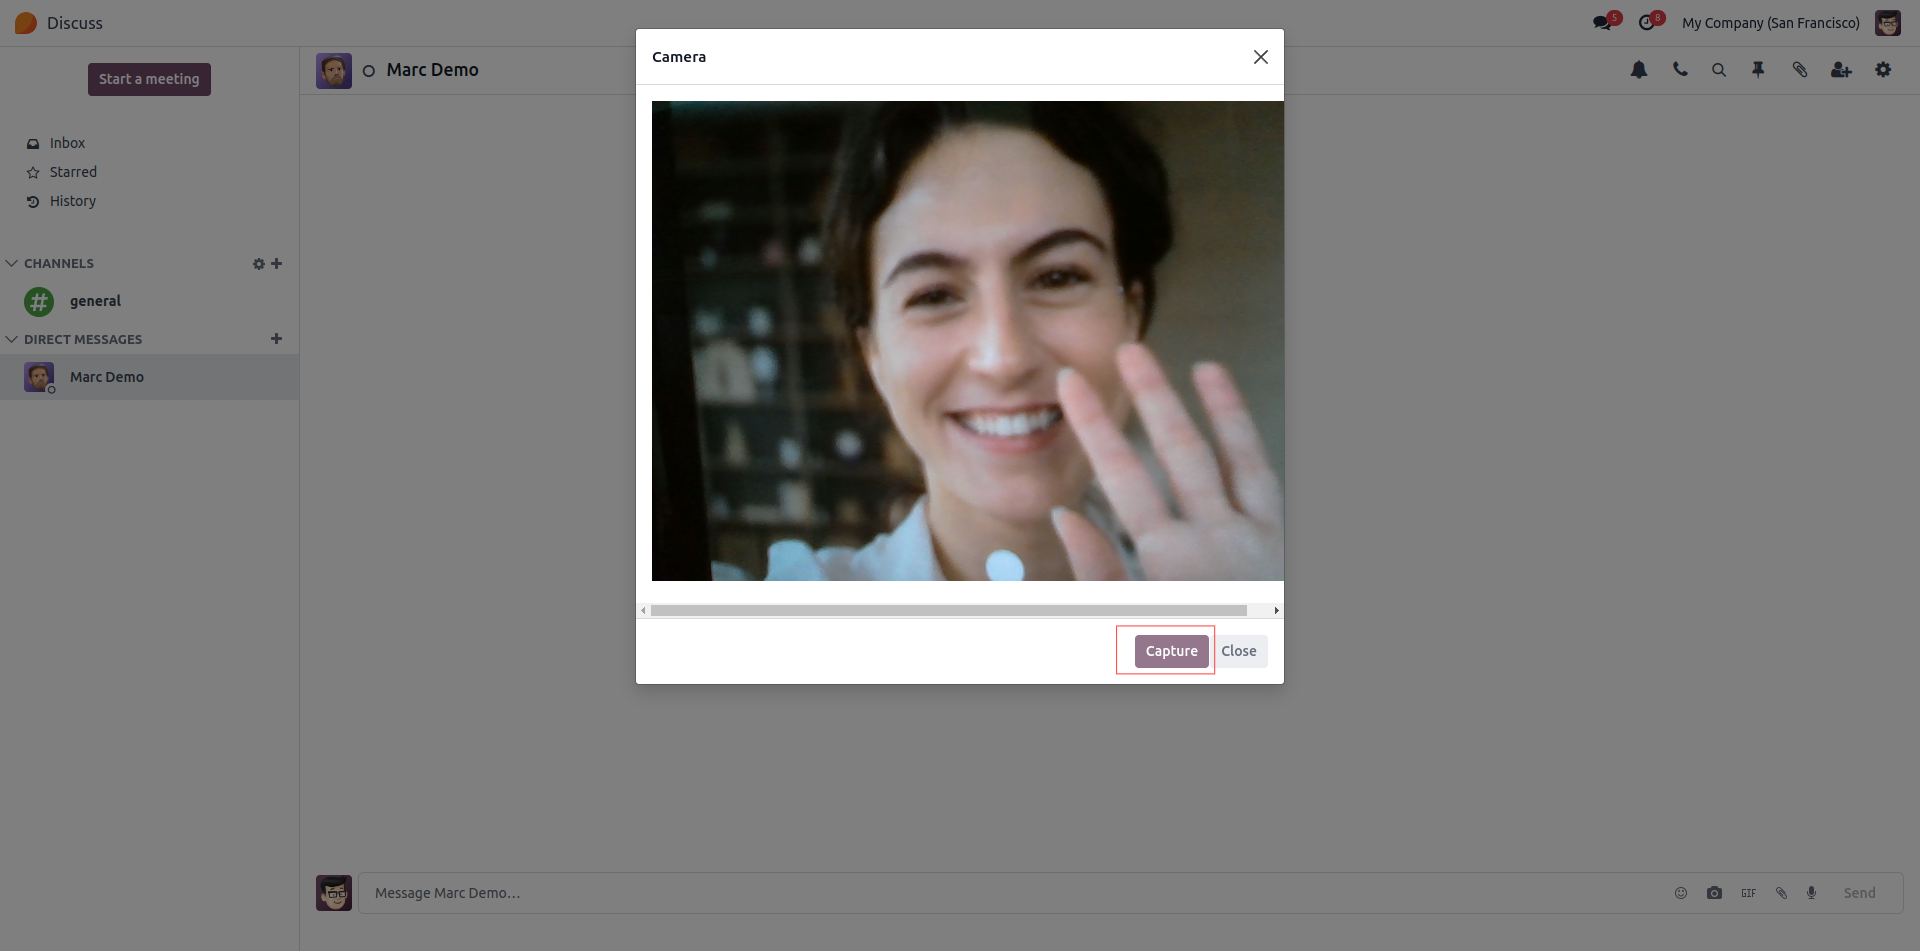 Discuss
5
8
My Company (San Francisco)
Start a meeting
Marc Demo
Inbox
Starred
History
CHANNELS
general
DIRECT MESSAGES
Marc Demo
Camera
Capture
Close
Message Marc Demo...
GIF
Send